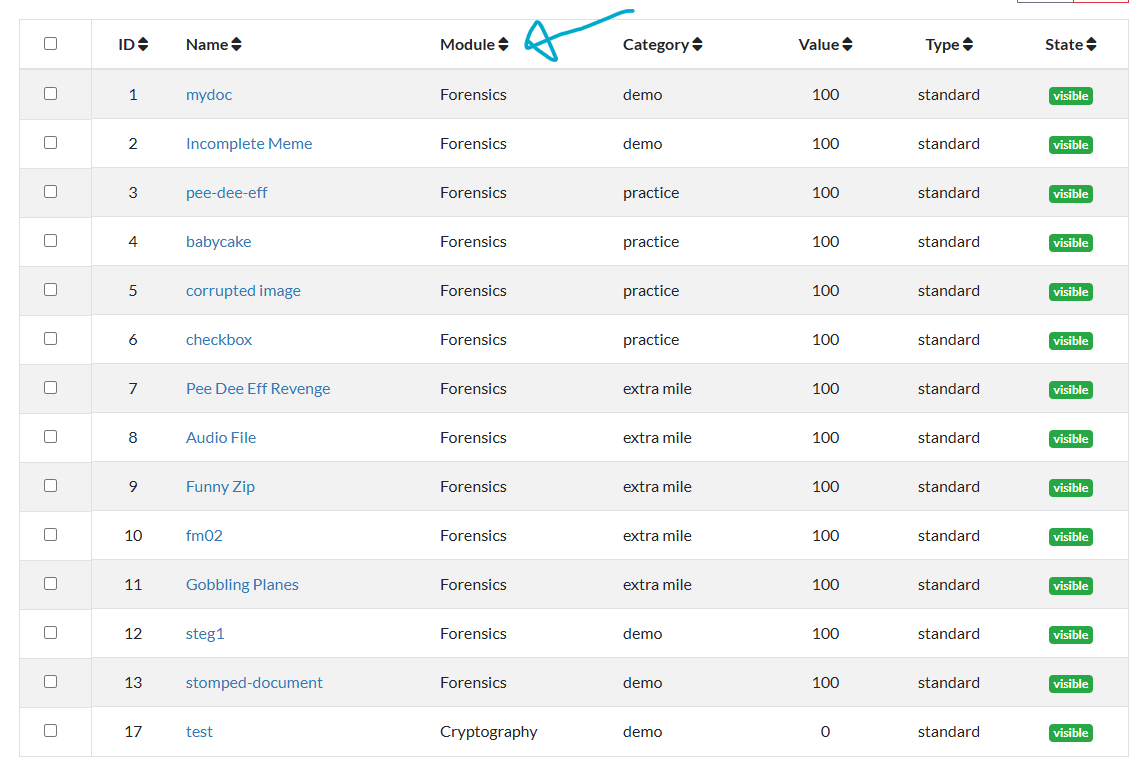 ID Name Module Category Value Type State
1 mydoc Forensics demo 100 standard visible
2 Incomplete Meme Forensics demo 100 standard visible
3 pee-dee-eff Forensics practice 100 standard visible
4 babycake Forensics practice 100 standard visible
5 corrupted image Forensics practice 100 standard visible
6 checkbox Forensics practice 100 standard visible
7 Pee Dee Eff Revenge Forensics extra mile 100 standard visible
8 Audio File Forensics extra mile 100 standard visible
9 Funny Zip Forensics extra mile 100 standard visible
10 fm02 Forensics extra mile 100 standard visible
11 Gobbling Planes Forensics extra mile 100 standard visible
12 steg1 Forensics demo 100 standard visible
13 stomped-document Forensics demo 100 standard visible
17 test Cryptography demo 0 standard visible